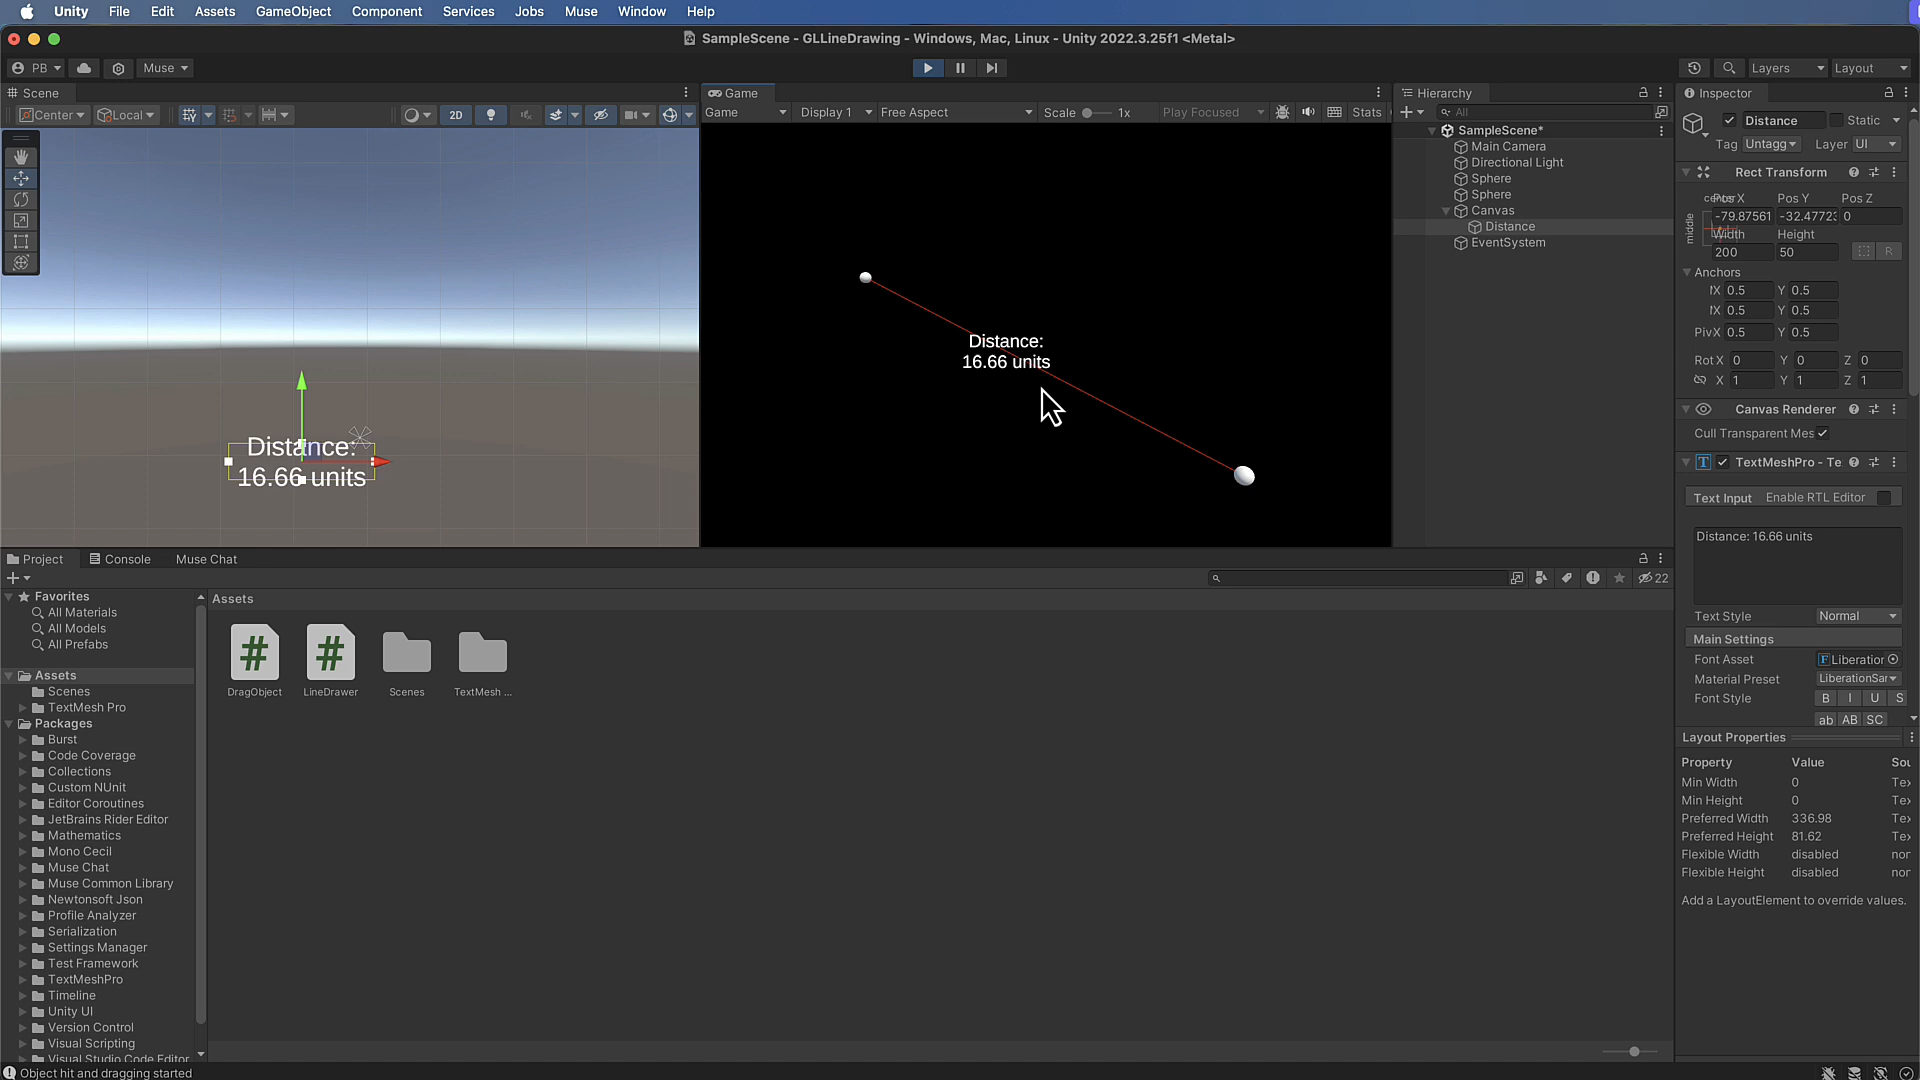 Unity File Edit Assets GameObject Component Services Jobs Muse Window Help
SampleScene - GLLineDrawing - Windows, Mac, Linux - Unity 2022.3.25f1 <Metal>
PB Muse Layers Layout
Scene
Center Local 2D
Distance:
16.66 units
Game
Game Display 1 Free Aspect Scale 1x Play Focused Stats
Distance:
16.66 units
Hierarchy
All
SampleScene*
Main Camera
Directional Light
Sphere
Sphere
Canvas
Distance
EventSystem
Inspector
Distance Static
Tag Untagg Layer UI
Rect Transform
Pos Y Pos Z
middle
-79.87561 -32.4772 0
Width Height
200 50 R
Anchors
X 0.5 Y 0.5
X 0.5 Y 0.5
Piv X 0.5 Y 0.5
Rot X 0 Y 0 Z 0
X 1 Y 1 Z 1
Canvas Renderer
Cull Transparent Mes
TextMeshPro - Te
Text Input Enable RTL Editor
Distance: 16.66 units
Text Style Normal
Main Settings
Font Asset F Liberation
Material Preset LiberationSar
Font Style B I U S
ab AB SC
Layout Properties
Property Value Sou
Min Width 0 Tex
Min Height 0 Tex
Preferred Width 336.98 Tex
Preferred Height 81.62 Tex
Flexible Width disabled nor
Flexible Height disabled nor
Add a LayoutElement to override values.
Project Console Muse Chat
22
Favorites
All Materials
All Models
All Prefabs
Assets
Scenes
TextMesh Pro
Packages
Burst
Code Coverage
Collections
Custom NUnit
Editor Coroutines
JetBrains Rider Editor
Mathematics
Mono Cecil
Muse Chat
Muse Common Library
Newtonsoft Json
Profile Analyzer
Serialization
Settings Manager
Test Framework
TextMeshPro
Timeline
Unity UI
Version Control
Visual Scripting
Visual Studio Code Editor
Assets
DragObject LineDrawer Scenes TextMesh ...
Object hit and dragging started